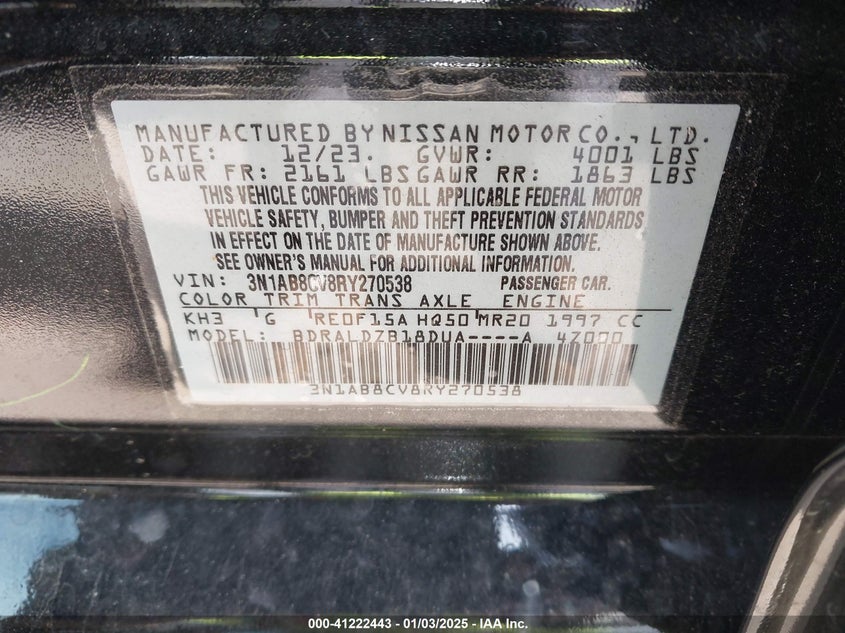 MANUFACTURED BY NISSAN MOTOR CO., LTD.
DATE: 12/23. GVWR: 4001 LBS
GAWR FR: 2161 LBS GAWR RR: 1863 LBS
THIS VEHICLE CONFORMS TO ALL APPLICABLE FEDERAL MOTOR
VEHICLE SAFETY, BUMPER AND THEFT PREVENTION STANDARDS
IN EFFECT ON THE DATE OF MANUFACTURE SHOWN ABOVE.
SEE OWNER'S MANUAL FOR ADDITIONAL INFORMATION.
VIN: 3N1AB8CV8RY270538 PASSENGER CAR.
COLOR TRIM TRANS AXLE ENGINE
KH3 G RE0F15A HQ50 MR20 1997 CC
MODEL: BDRALDZB18DUA----A 47000
3N1AB8CV8RY270538
000-41222443 - 01/03/2025 - IAA Inc.